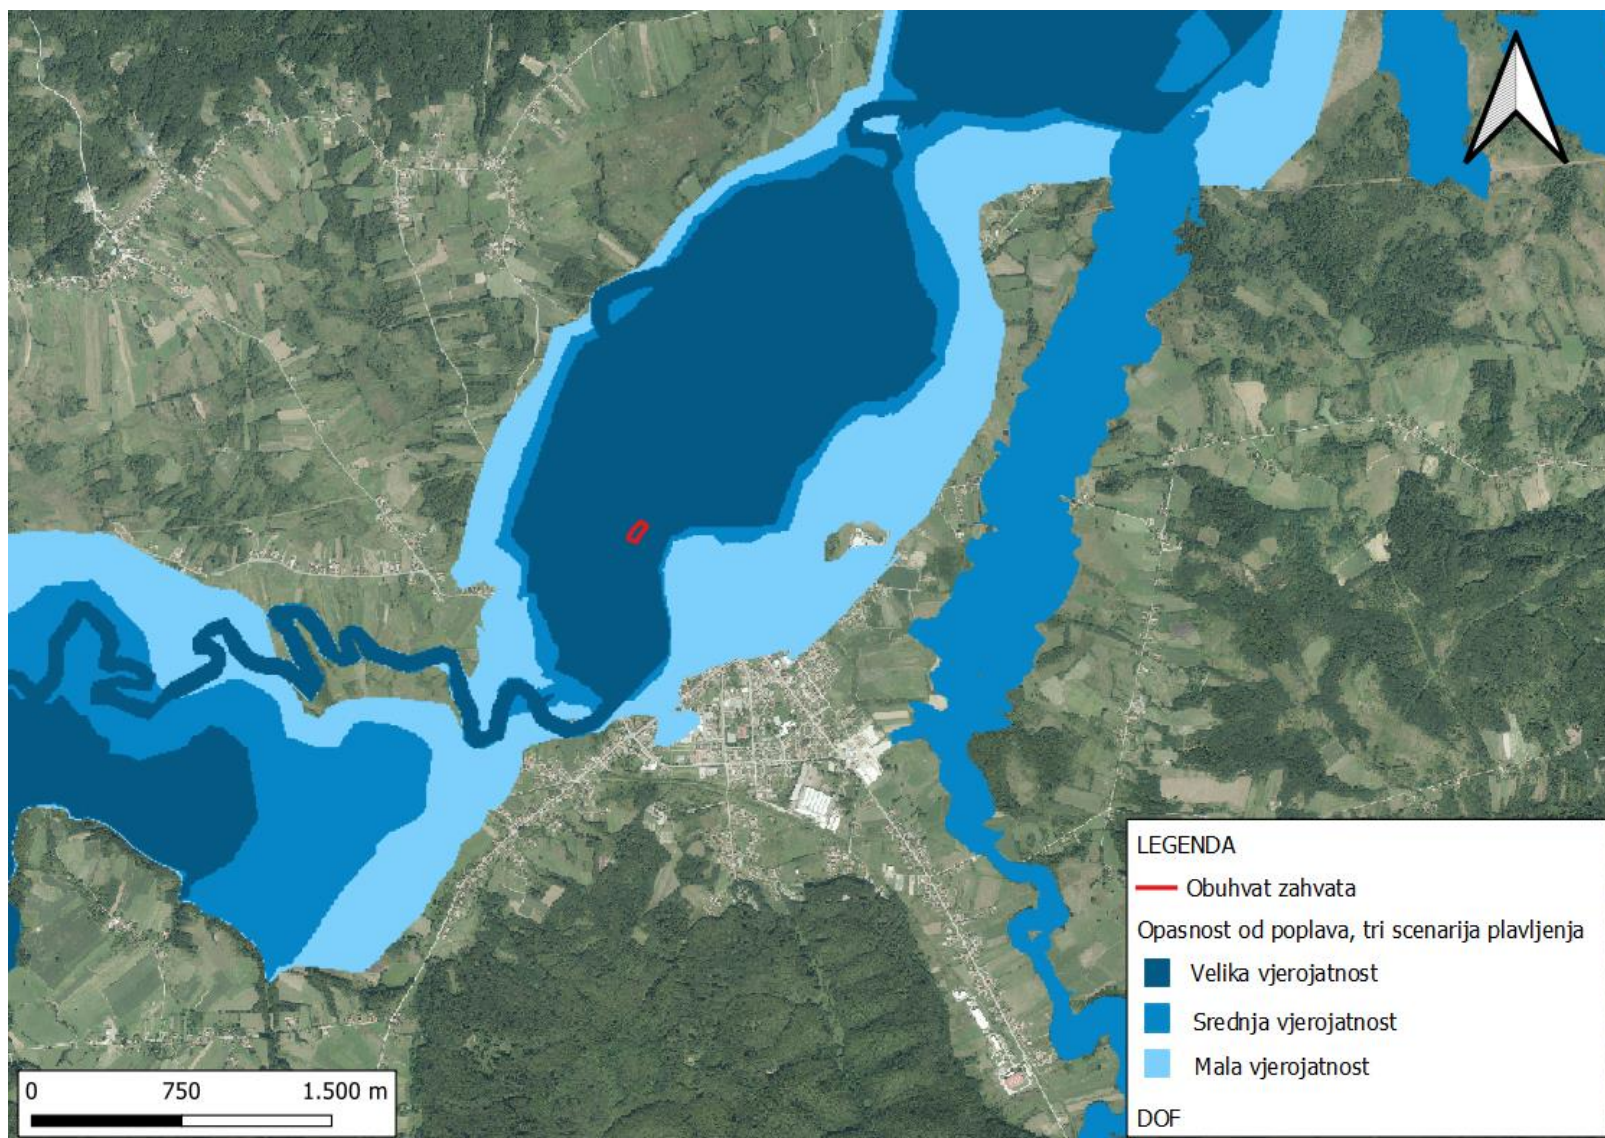 LEGENDA
Obuhvat zahvata
Opasnost od poplava, tri scenarija plavljenja
Velika vjerojatnost
Srednja vjerojatnost
Mala vjerojatnost
DOF
0 750 1.500 m